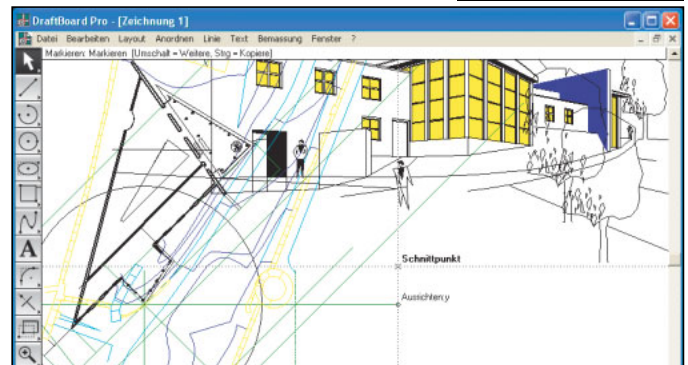 DraftBoard Pro - [Zeichnung 1]
Datei Bearbeiten Layout Anordnen Linie Text Bemassung Fenster ?
Markieren: Markieren [Umschalt = Weitere, Strg = Kopiere]
A
Schnittpunkt
Ausrichten:y